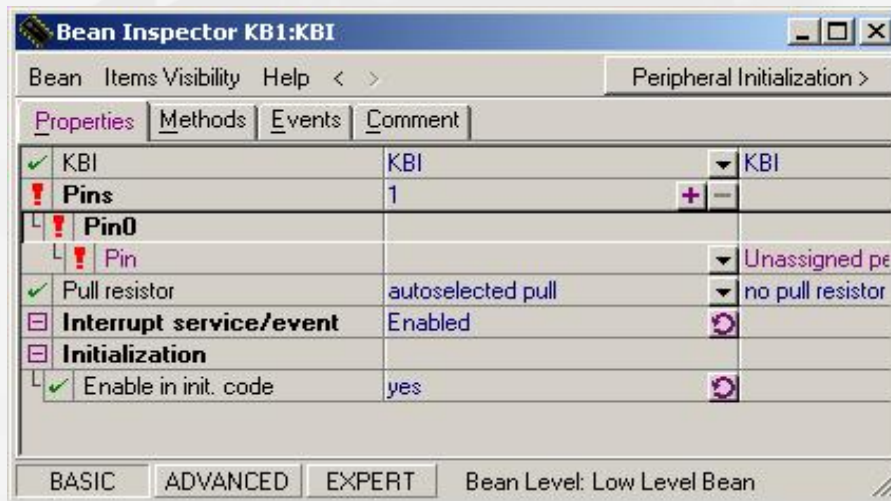 Bean Inspector KB1:KBI
Bean Items Visibility Help < > Peripheral Initialization >
Properties Methods Events Comment
KBI KBI KBI
Pins 1 + -
Pin0
Pin Unassigned pe
Pull resistor autoselected pull no pull resistor
Interrupt service/event Enabled
Initialization
Enable in init. code yes
BASIC ADVANCED EXPERT Bean Level: Low Level Bean